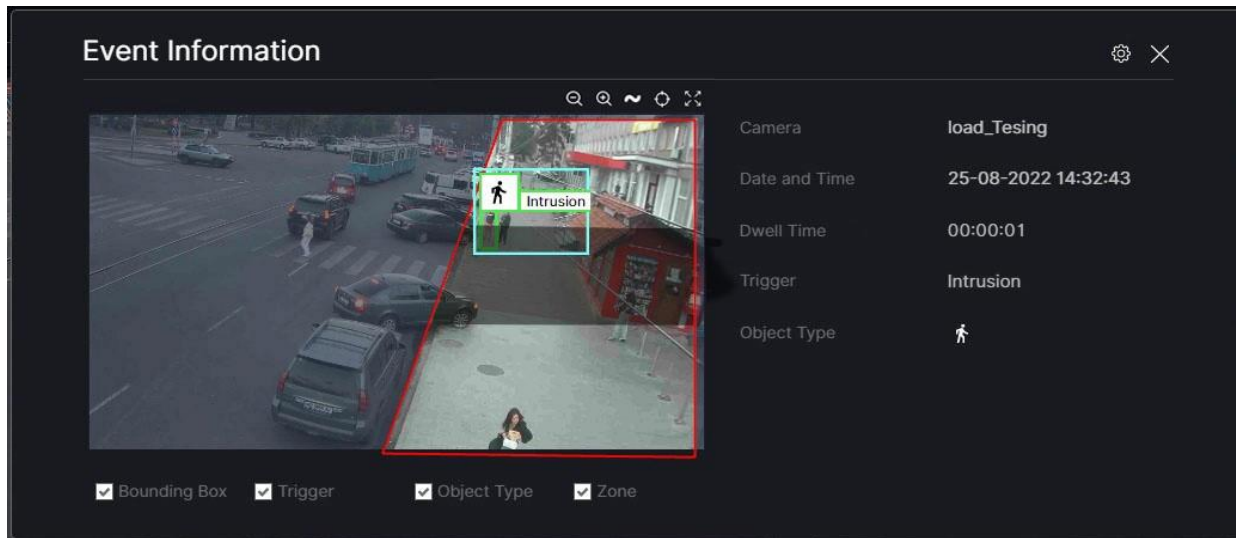 Event Information
Camera
load_Tesing
Intrusion
Date and Time
25-08-2022 14:32:43
Dwell Time
00:00:01
Trigger
Intrusion
Object Type
Bounding Box
Trigger
Object Type
Zone